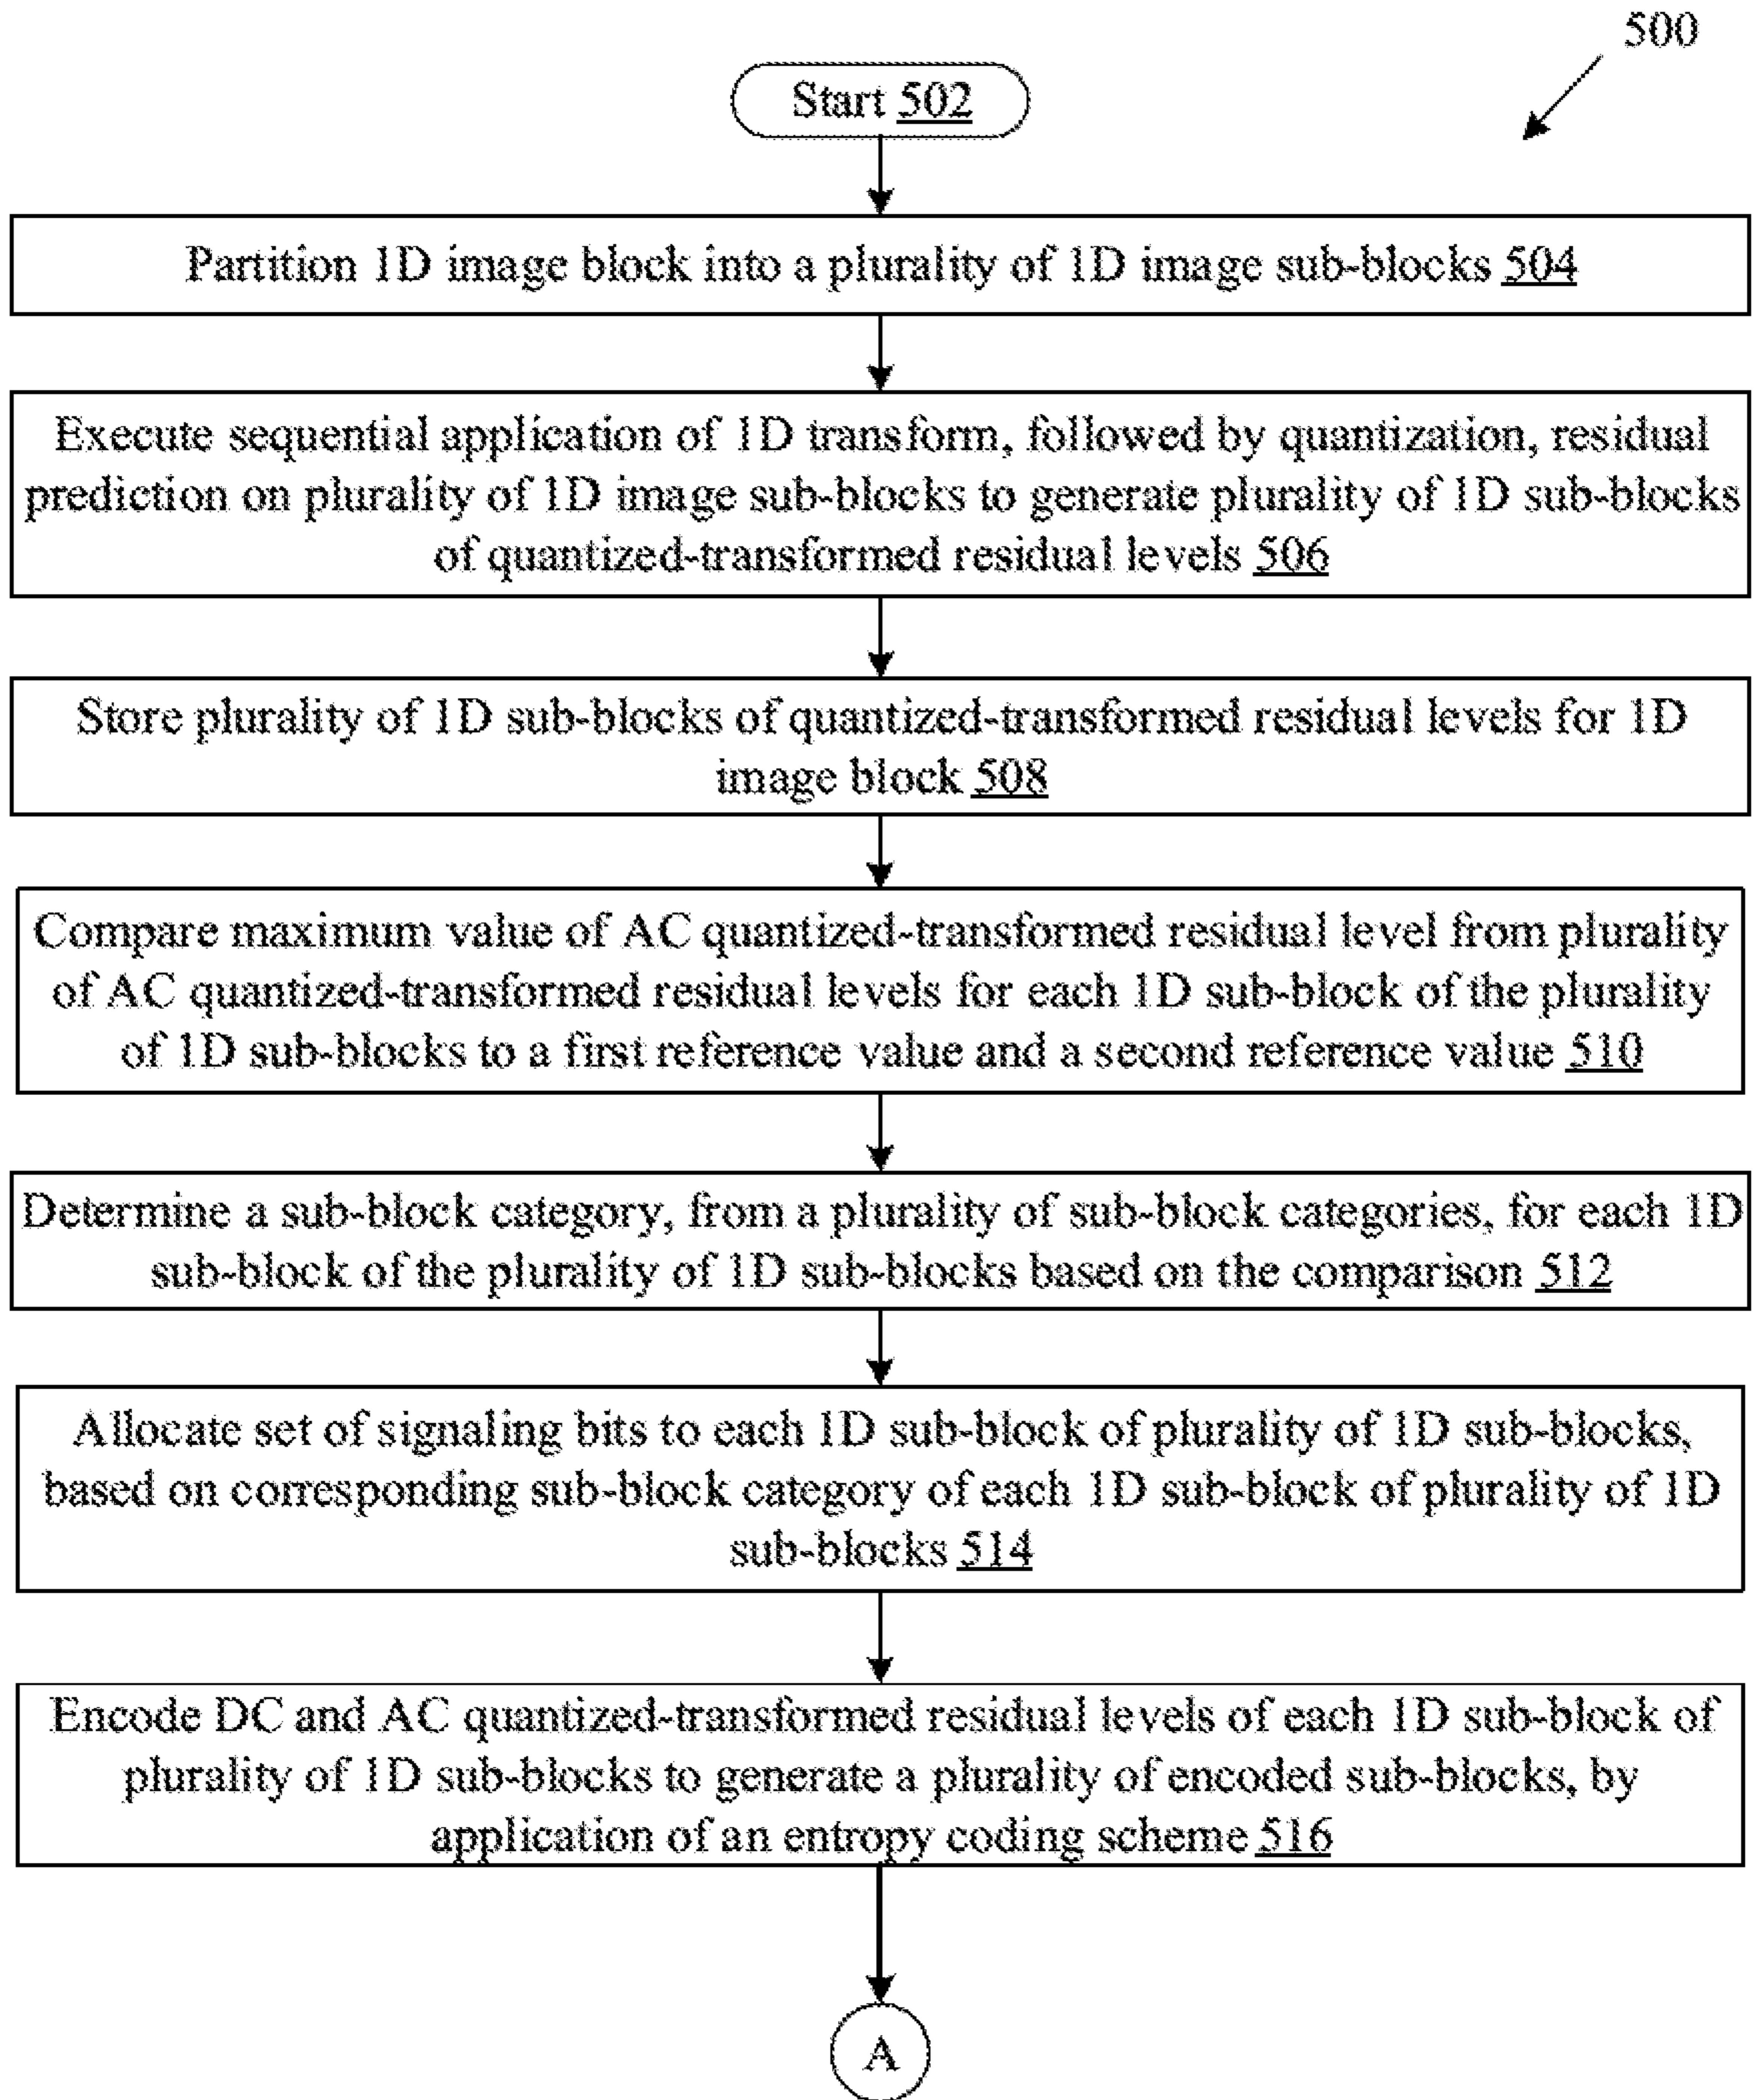 500
Start 502
Partition 1D image block into a plurality of 1D image sub-blocks 504
Execute sequential application of 1D transform, followed by quantization, residual
prediction on plurality of 1D image sub-blocks to generate plurality of 1D sub-blocks
of quantized-transformed residual levels 506
Store plurality of 1D sub-blocks of quantized-transformed residual levels for 1D
image block 508
Compare maximum value of AC quantized-transformed residual level from plurality
of AC quantized-transformed residual levels for each 1D sub-block of the plurality
of 1D sub-blocks to a first reference value and a second reference value 510
Determine a sub-block category, from a plurality of sub-block categories, for each 1D
sub-block of the plurality of 1D sub-blocks based on the comparison 512
Allocate set of signaling bits to each 1D sub-block of plurality of 1D sub-blocks,
based on corresponding sub-block category of each 1D sub-block of plurality of 1D
sub-blocks 514
Encode DC and AC quantized-transformed residual levels of each 1D sub-block of
plurality of 1D sub-blocks to generate a plurality of encoded sub-blocks, by
application of an entropy coding scheme 516
A